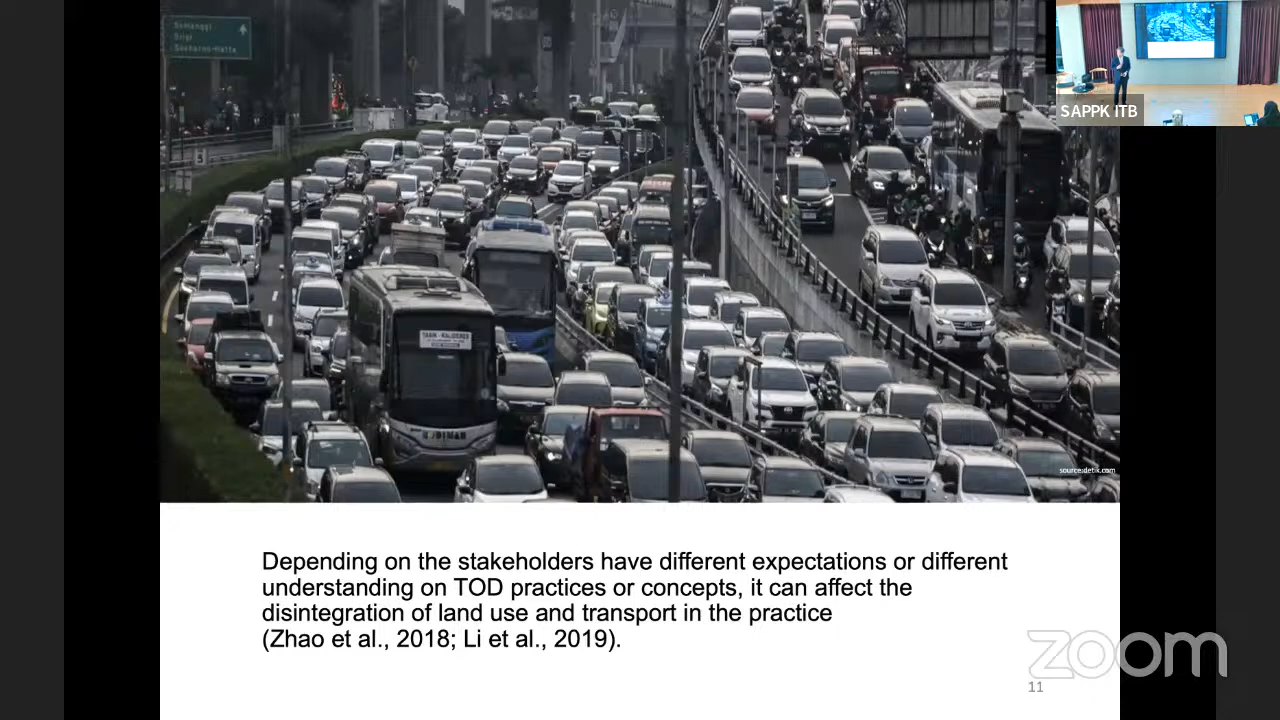 Semanggi
Slipi
Soekarno-Hatta
SAPPK ITB
source:detik.com
Depending on the stakeholders have different expectations or different
understanding on TOD practices or concepts, it can affect the
disintegration of land use and transport in the practice
(Zhao et al., 2018; Li et al., 2019).
zoom
11